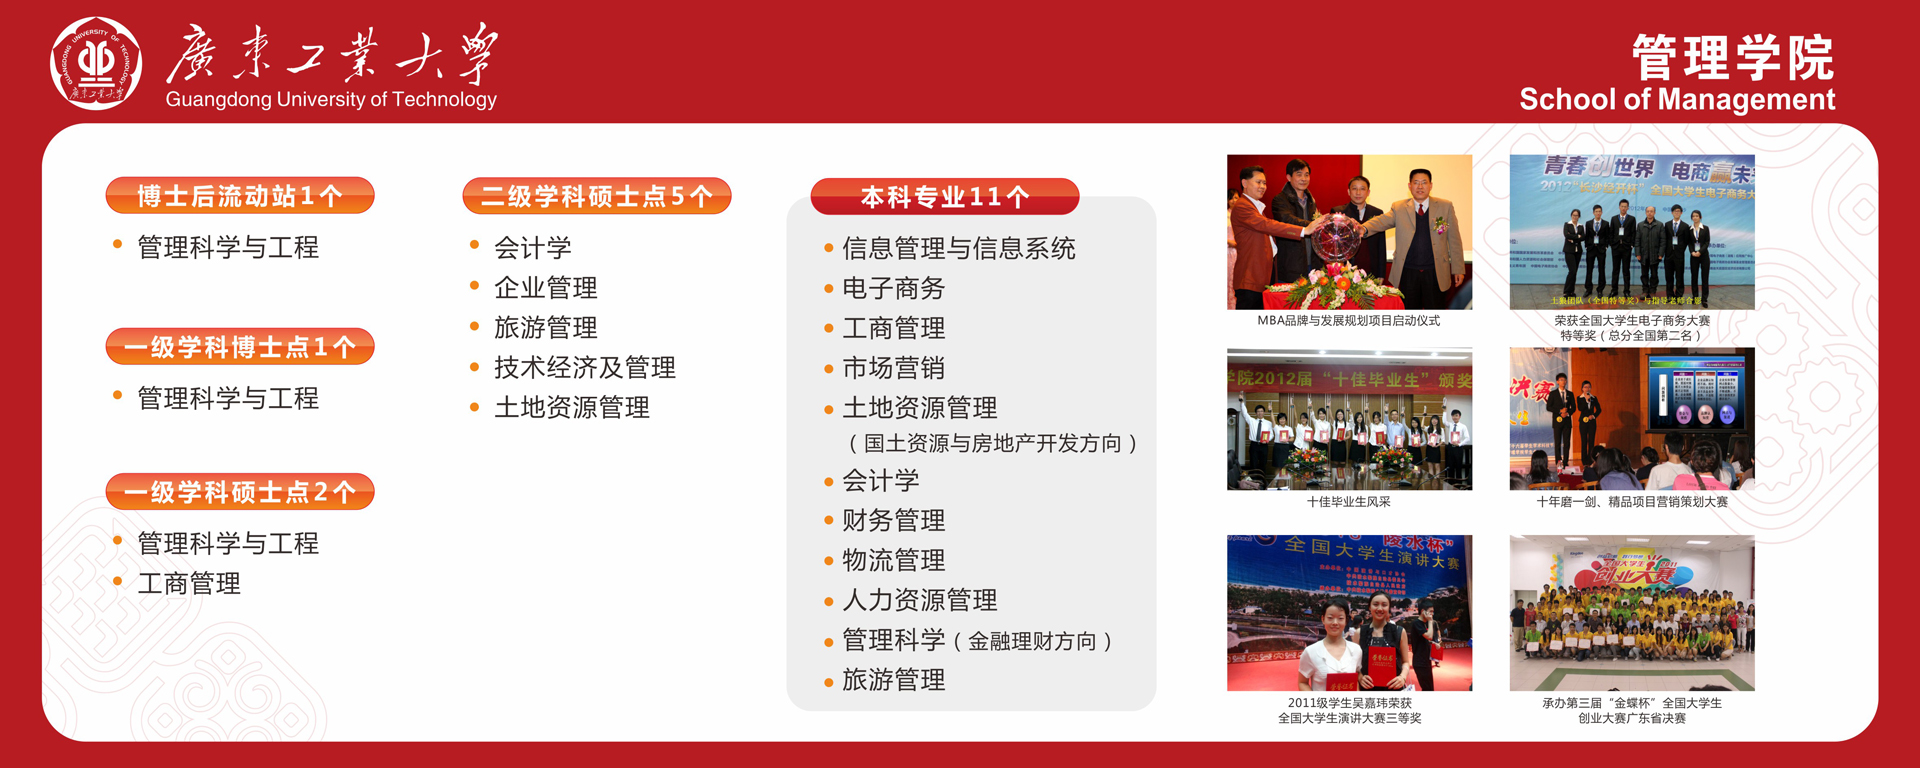 廣東工業大學
Guangdong University of Technology
管理学院
School of Management
博士后流动站1个
管理科学与工程
一级学科博士点1个
管理科学与工程
一级学科硕士点2个
管理科学与工程
工商管理
二级学科硕士点5个
会计学
企业管理
旅游管理
技术经济及管理
土地资源管理
本科专业11个
信息管理与信息系统
电子商务
工商管理
市场营销
土地资源管理
（国土资源与房地产开发方向）
会计学
财务管理
物流管理
人力资源管理
管理科学（金融理财方向）
旅游管理
MBA品牌与发展规划项目启动仪式
青春创世界 电商赢未
全国大学生电子商务大
荣获全国大学生电子商务大赛
特等奖（总分全国第二名）
学院2012届“十佳毕业生”颁奖
十佳毕业生风采
决赛
十年磨一剑、精品项目营销策划大赛
陵水杯”
全国大学生演讲大赛
2011级学生吴嘉玮荣获
全国大学生演讲大赛三等奖
全国大学生
创业大赛
承办第三届“金蝶杯”全国大学生
创业大赛广东省决赛